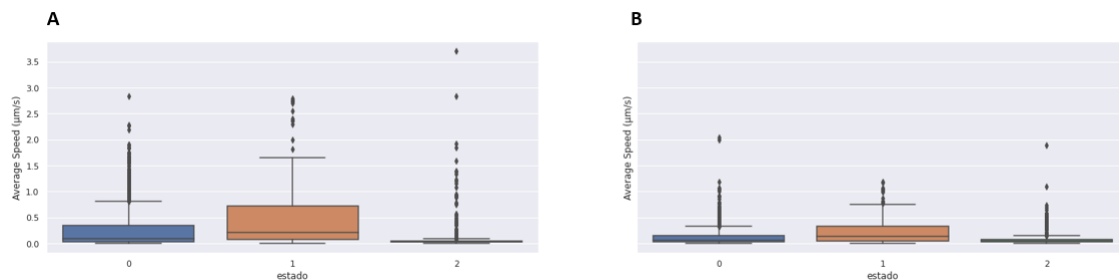 A
Average Speed (µm/s)
3.5
3.0
2.5
2.0
1.5
1.0
0.5
0.0
0 1 2
estado
B
Average Speed (µm/s)
0 1 2
estado